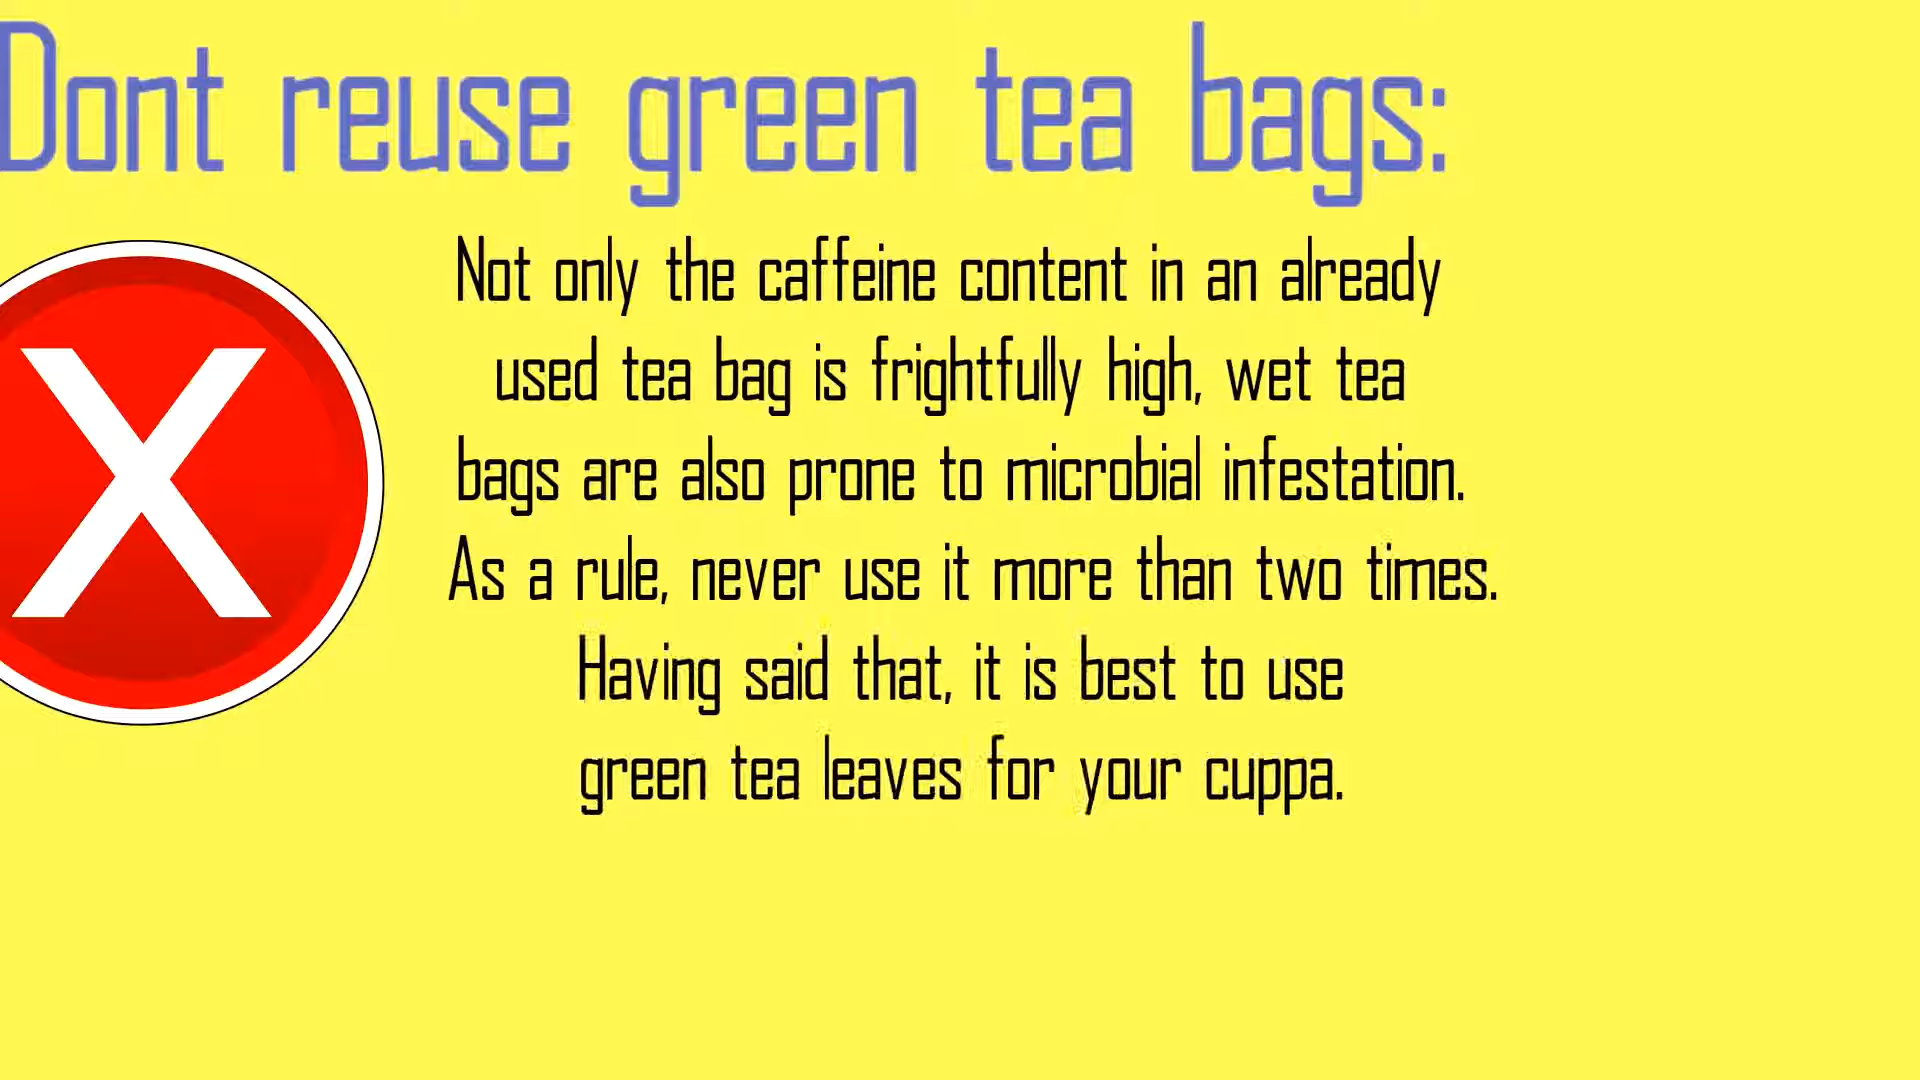 Dont reuse green tea bags:
X
Not only the caffeine content in an already
used tea bag is frightfully high, wet tea
bags are also prone to microbial infestation.
As a rule, never use it more than two times.
Having said that, it is best to use
green tea leaves for your cuppa.